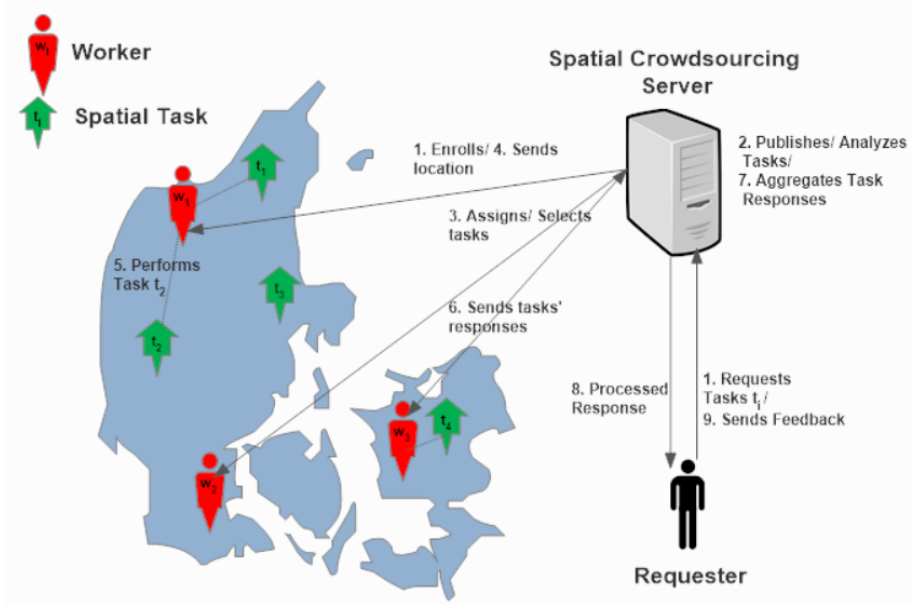 w₁
Worker
t₁
Spatial Task
Spatial Crowdsourcing
Server
1. Enrolls/ 4. Sends
location
2. Publishes/ Analyzes
Tasks/
7. Aggregates Task
Responses
t₁
w₁
3. Assigns/ Selects
tasks
5. Performs
Task t₂
t₃
6. Sends tasks'
responses
t₂
8. Processed
Response
1. Requests
Tasks tᵢ /
9. Sends Feedback
w₃
t₄
w₂
Requester